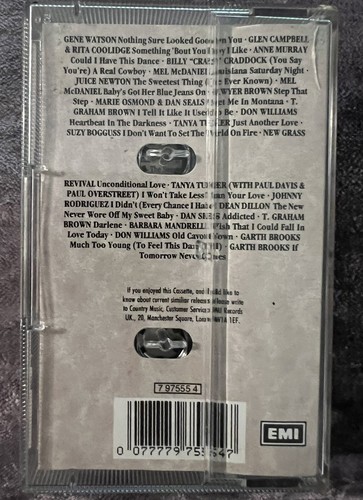 GENE WATSON Nothing Sure Looked Good on You · GLEN CAMPBELL
& RITA COOLIDGE Something 'Bout You I Like · ANNE MURRAY
Could I Have This Dance · BILLY "CRASH" CRADDOCK (You Say
You're) A Real Cowboy · MEL McDANIEL Louisiana Saturday Night ·
JUICE NEWTON The Sweetest Thing (I've Ever Known) · MEL
McDANIEL Baby's Got Her Blue Jeans On · SAWYER BROWN Step That
Step · MARIE OSMOND & DAN SEALS Meet Me In Montana · T.
GRAHAM BROWN I Tell It Like It Used to Be · DON WILLIAMS
Heartbeat In the Darkness · TANYA TUCKER Just Another Love ·
SUZY BOGGUSS I Don't Want To Set The World On Fire · NEW GRASS
REVIVAL Unconditional Love · TANYA TUCKER (WITH PAUL DAVIS &
PAUL OVERSTREET) I Won't Take Less Than Your Love · JOHNNY
RODRIGUEZ I Didn't (Every Chance I Had) · DEAN DILLON The New
Never Wore Off My Sweet Baby · DAN SEALS Addicted · T. GRAHAM
BROWN Darlene · BARBARA MANDRELL I Wish That I Could Fall In
Love Today · DON WILLIAMS Old Coyote Town · GARTH BROOKS
Much Too Young (To Feel This Damn Old) · GARTH BROOKS If
Tomorrow Never Comes
If you enjoyed this Cassette, and would like to
know about current similiar releases please write
to Country Music, Customer Services, EMI Records
UK., 20, Manchester Square, London W1A 1EF.
7 97555 4
EMI
0 077779 755547